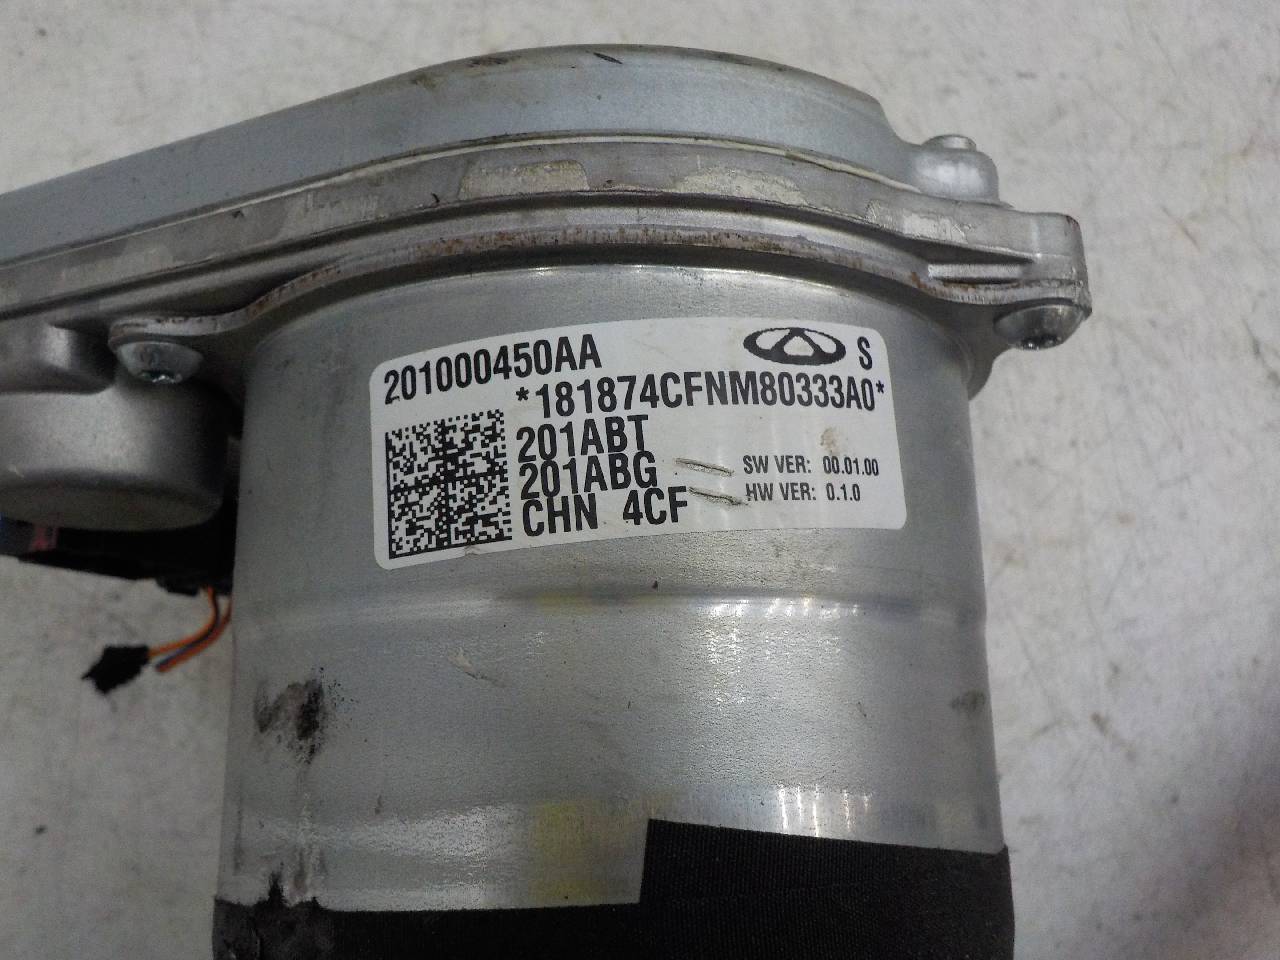 201000450AA
S
*181874CFNM80333A0*
201ABT
201ABG
SW VER: 00.01.00
CHN 4CF
HW VER: 0.1.0